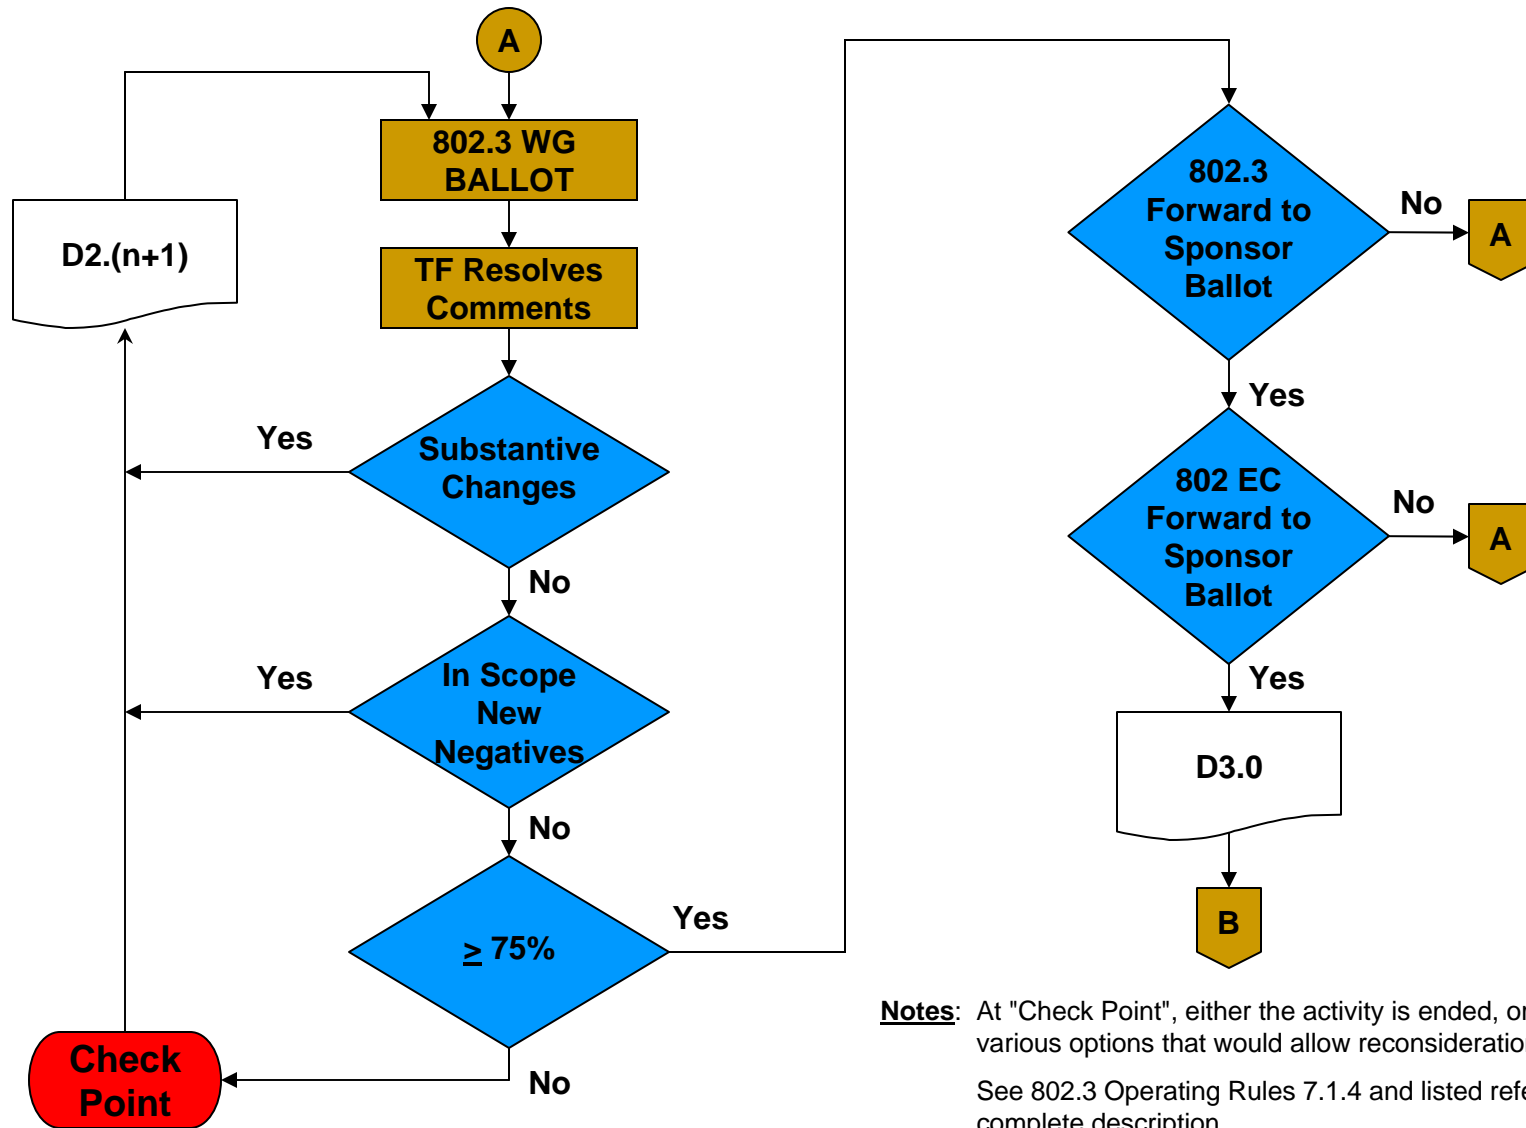 A
802.3 WG
BALLOT
D2.(n+1)
TF Resolves
Comments
Yes
Substantive
Changes
No
Yes
In Scope
New
Negatives
No
Yes
≥ 75%
No
Check
Point
802.3
Forward to
Sponsor
Ballot
No
A
Yes
802 EC
Forward to
Sponsor
Ballot
No
A
Yes
D3.0
B
Notes: At "Check Point", either the activity is ended, or
various options that would allow reconsideration
See 802.3 Operating Rules 7.1.4 and listed
complete description